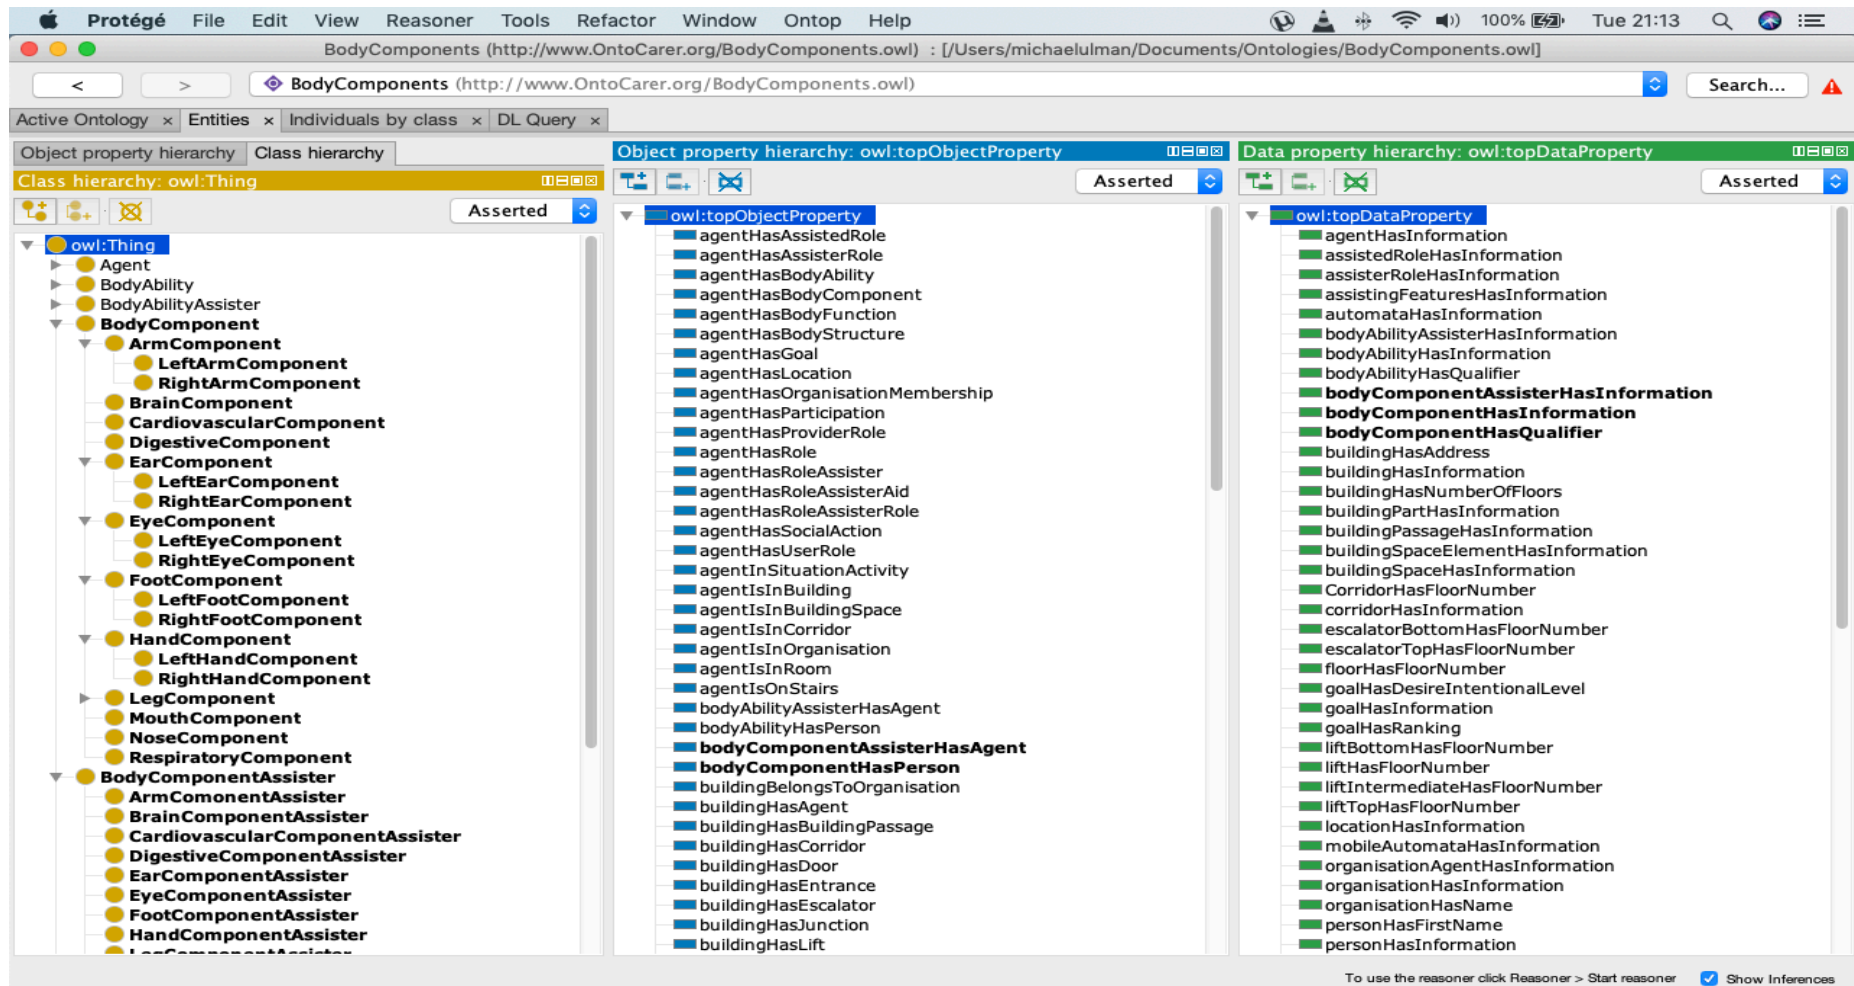 Protégé File Edit View Reasoner Tools Refactor Window Ontop Help 100% Tue 21:13
BodyComponents (http://www.OntoCarer.org/BodyComponents.owl) : [/Users/michaelulman/Documents/Ontologies/BodyComponents.owl]
< > BodyComponents (http://www.OntoCarer.org/BodyComponents.owl) Search...
Active Ontology × Entities × Individuals by class × DL Query ×
Object property hierarchy Class hierarchy
Class hierarchy: owl:Thing
Asserted
owl:Thing
Agent
BodyAbility
BodyAbilityAssister
BodyComponent
ArmComponent
LeftArmComponent
RightArmComponent
BrainComponent
CardiovascularComponent
DigestiveComponent
EarComponent
LeftEarComponent
RightEarComponent
EyeComponent
LeftEyeComponent
RightEyeComponent
FootComponent
LeftFootComponent
RightFootComponent
HandComponent
LeftHandComponent
RightHandComponent
LegComponent
MouthComponent
NoseComponent
RespiratoryComponent
BodyComponentAssister
ArmComonentAssister
BrainComponentAssister
CardiovascularComponentAssister
DigestiveComponentAssister
EarComponentAssister
EyeComponentAssister
FootComponentAssister
HandComponentAssister
LegComponentAssister
Object property hierarchy: owl:topObjectProperty
Asserted
owl:topObjectProperty
agentHasAssistedRole
agentHasAssisterRole
agentHasBodyAbility
agentHasBodyComponent
agentHasBodyFunction
agentHasBodyStructure
agentHasGoal
agentHasLocation
agentHasOrganisationMembership
agentHasParticipation
agentHasProviderRole
agentHasRole
agentHasRoleAssister
agentHasRoleAssisterAid
agentHasRoleAssisterRole
agentHasSocialAction
agentHasUserRole
agentInSituationActivity
agentIsInBuilding
agentIsInBuildingSpace
agentIsInCorridor
agentIsInOrganisation
agentIsInRoom
agentIsOnStairs
bodyAbilityAssisterHasAgent
bodyAbilityHasPerson
bodyComponentAssisterHasAgent
bodyComponentHasPerson
buildingBelongsToOrganisation
buildingHasAgent
buildingHasBuildingPassage
buildingHasCorridor
buildingHasDoor
buildingHasEntrance
buildingHasEscalator
buildingHasJunction
buildingHasLift
Data property hierarchy: owl:topDataProperty
Asserted
owl:topDataProperty
agentHasInformation
assistedRoleHasInformation
assisterRoleHasInformation
assistingFeaturesHasInformation
automataHasInformation
bodyAbilityAssisterHasInformation
bodyAbilityHasInformation
bodyAbilityHasQualifier
bodyComponentAssisterHasInformation
bodyComponentHasInformation
bodyComponentHasQualifier
buildingHasAddress
buildingHasInformation
buildingHasNumberOfFloors
buildingPartHasInformation
buildingPassageHasInformation
buildingSpaceElementHasInformation
buildingSpaceHasInformation
CorridorHasFloorNumber
corridorHasInformation
escalatorBottomHasFloorNumber
escalatorTopHasFloorNumber
floorHasFloorNumber
goalHasDesireIntentionalLevel
goalHasInformation
goalHasRanking
liftBottomHasFloorNumber
liftHasFloorNumber
liftIntermediateHasFloorNumber
liftTopHasFloorNumber
locationHasInformation
mobileAutomataHasInformation
organisationAgentHasInformation
organisationHasInformation
organisationHasName
personHasFirstName
personHasInformation
To use the reasoner click Reasoner > Start reasoner Show Inferences